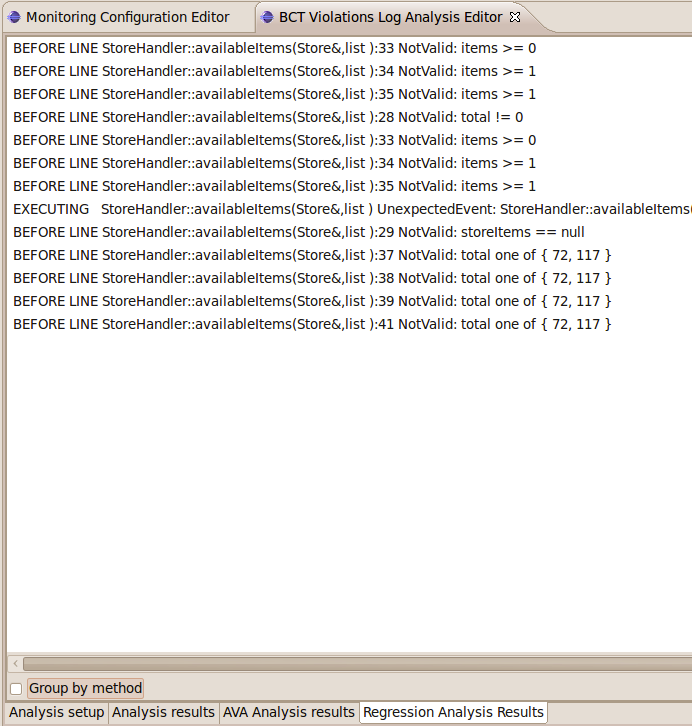 Monitoring Configuration Editor BCT Violations Log Analysis Editor
BEFORE LINE StoreHandler::availableItems(Store&,list ):33 NotValid: items >= 0
BEFORE LINE StoreHandler::availableItems(Store&,list ):34 NotValid: items >= 1
BEFORE LINE StoreHandler::availableItems(Store&,list ):35 NotValid: items >= 1
BEFORE LINE StoreHandler::availableItems(Store&,list ):28 NotValid: total != 0
BEFORE LINE StoreHandler::availableItems(Store&,list ):33 NotValid: items >= 0
BEFORE LINE StoreHandler::availableItems(Store&,list ):34 NotValid: items >= 1
BEFORE LINE StoreHandler::availableItems(Store&,list ):35 NotValid: items >= 1
EXECUTING StoreHandler::availableItems(Store&,list ) UnexpectedEvent: StoreHandler::availableItems(
BEFORE LINE StoreHandler::availableItems(Store&,list ):29 NotValid: storeItems == null
BEFORE LINE StoreHandler::availableItems(Store&,list ):37 NotValid: total one of { 72, 117 }
BEFORE LINE StoreHandler::availableItems(Store&,list ):38 NotValid: total one of { 72, 117 }
BEFORE LINE StoreHandler::availableItems(Store&,list ):39 NotValid: total one of { 72, 117 }
BEFORE LINE StoreHandler::availableItems(Store&,list ):41 NotValid: total one of { 72, 117 }
Group by method
Analysis setup Analysis results AVA Analysis results Regression Analysis Results